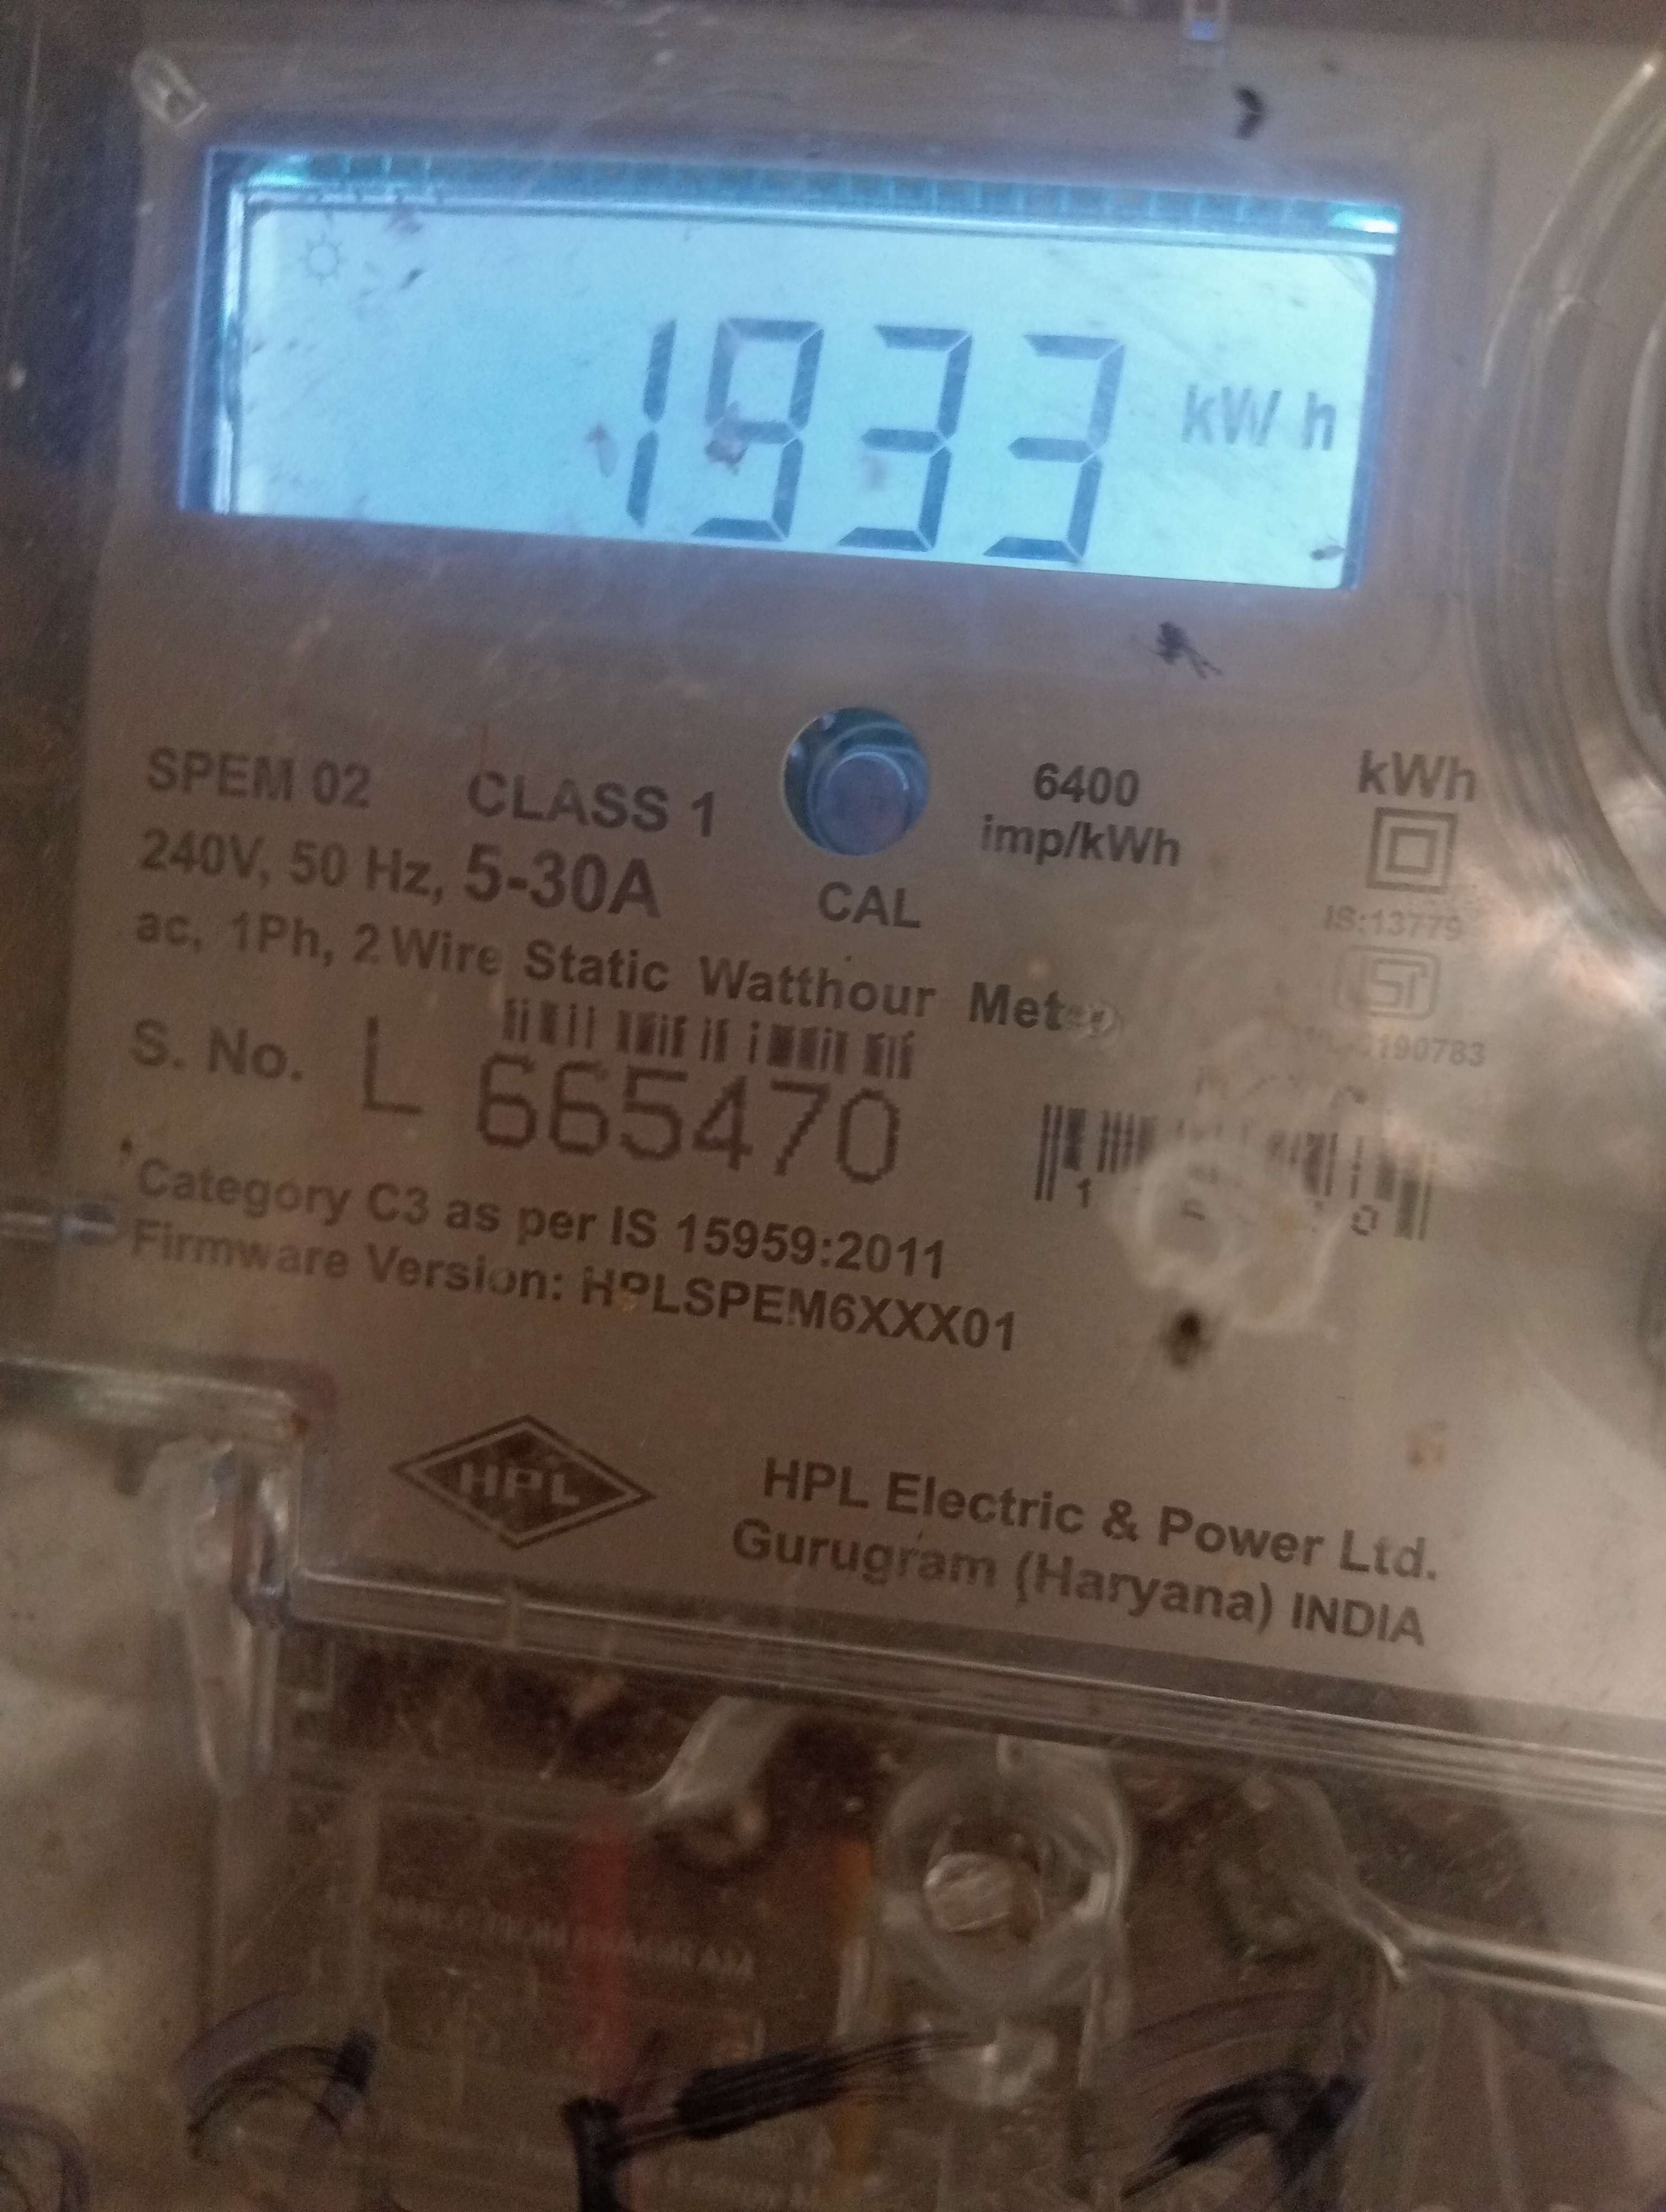 1933 kWh
SPEM 02 CLASS 1
6400
imp/kWh
kWh
240V, 50 Hz, 5-30A
CAL
IS:13779
ac, 1Ph, 2 Wire Static Watthour
S. No. L 665470
Category C3 as per IS 15959:2011
Firmware Version: HPLSPEM6XXX01
HPL
HPL Electric & Power Ltd.
Gurugram (Haryana) INDIA